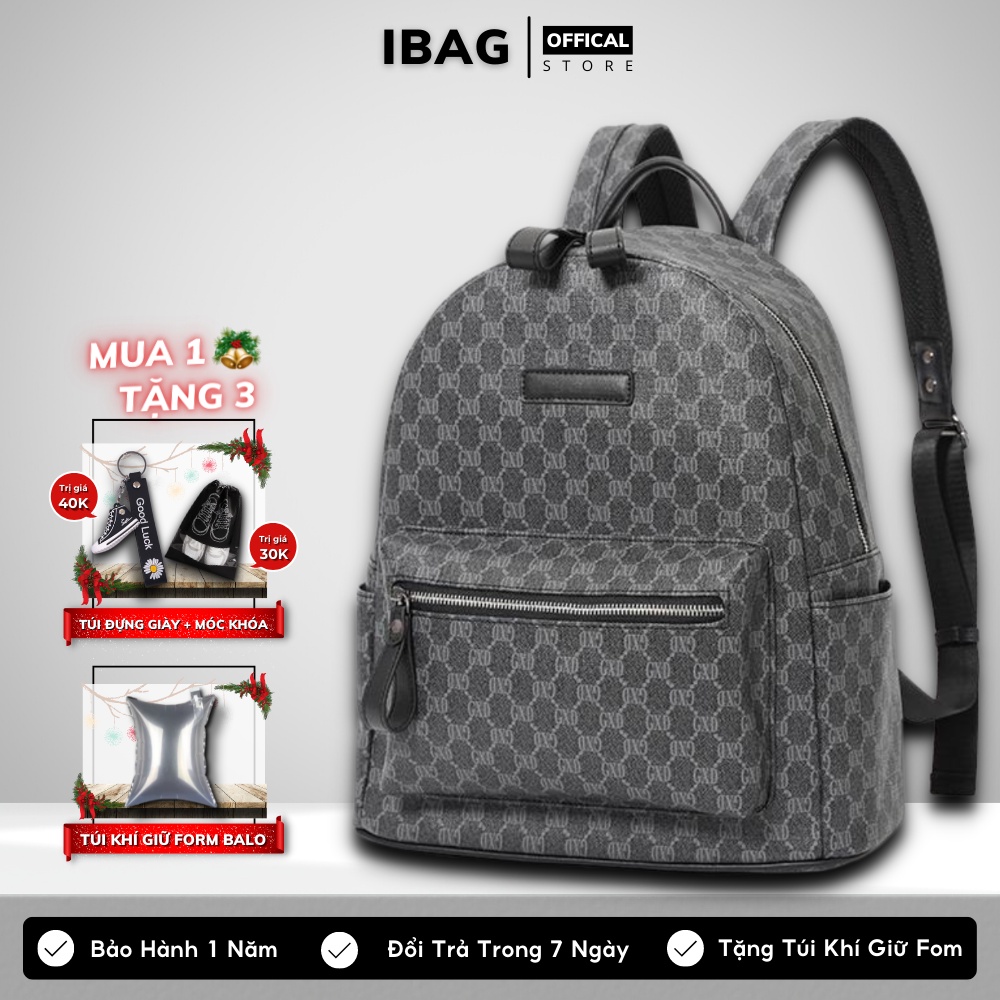 IBAG
OFFICAL
STORE
MUA 1
TẶNG 3
Trị giá
40K
Good Luck
Trị giá
30K
TÚI ĐỰNG GIÀY + MÓC KHÓA
TÚI KHÍ GIỮ FORM BALO
GXD
Bảo Hành 1 Năm
Đổi Trả Trong 7 Ngày
Tặng Túi Khí Giữ Fom